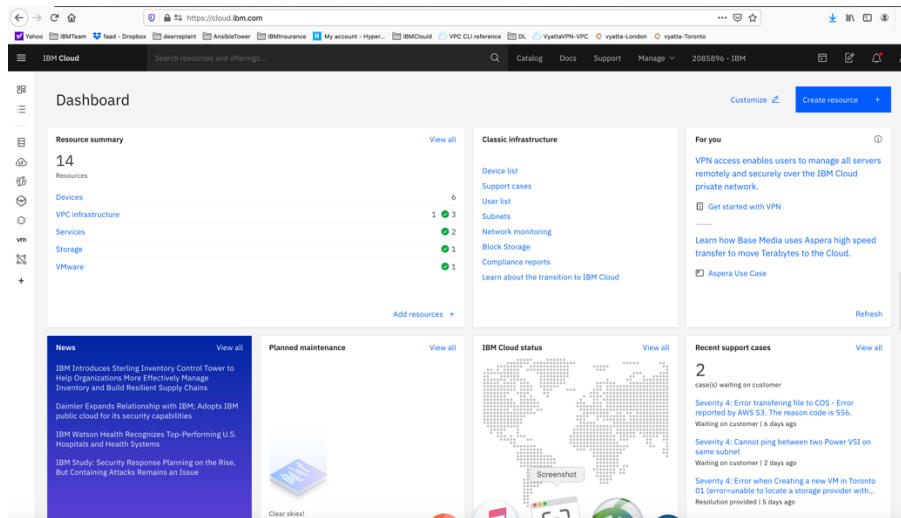 https://cloud.ibm.com
Yahoo IBMTeam faad - Dropbox deerreplant AnsibleTower IBMInsurance My account - Hyper... IBMClouid VPC CLI reference DL VyattaVPN-VPC vyatta-London vyatta-Toronto
IBM Cloud Search resources and offerings... Catalog Docs Support Manage 2085896 - IBM
Dashboard
Customize
Create resource +
vm
Resource summary View all
14
Resources
Devices 6
VPC infrastructure 1 3
Services 2
Storage 1
VMware 1
Add resources +
Classic infrastructure
Device list
Support cases
User list
Subnets
Network monitoring
Block Storage
Compliance reports
Learn about the transition to IBM Cloud
For you
VPN access enables users to manage all servers
remotely and securely over the IBM Cloud
private network.
Get started with VPN
Learn how Base Media uses Aspera high speed
transfer to move Terabytes to the Cloud.
Aspera Use Case
Refresh
News View all
IBM Introduces Sterling Inventory Control Tower to
Help Organizations More Effectively Manage
Inventory and Build Resilient Supply Chains
Daimler Expands Relationship with IBM; Adopts IBM
public cloud for its security capabilities
IBM Watson Health Recognizes Top-Performing U.S.
Hospitals and Health Systems
IBM Study: Security Response Planning on the Rise,
But Containing Attacks Remains an Issue
Planned maintenance View all
Clear skies!
IBM Cloud status View all
Screenshot
Recent support cases View all
2
case(s) waiting on customer
Severity 4: Error transfering file to COS - Error
reported by AWS S3. The reason code is 556.
Waiting on customer | 6 days ago
Severity 4: Cannot ping between two Power VSI on
same subnet
Waiting on customer | 2 days ago
Severity 4: Error when Creating a new VM in Toronto
01 (error=unable to locate a storage provider with...
Resolution provided | 5 days ago